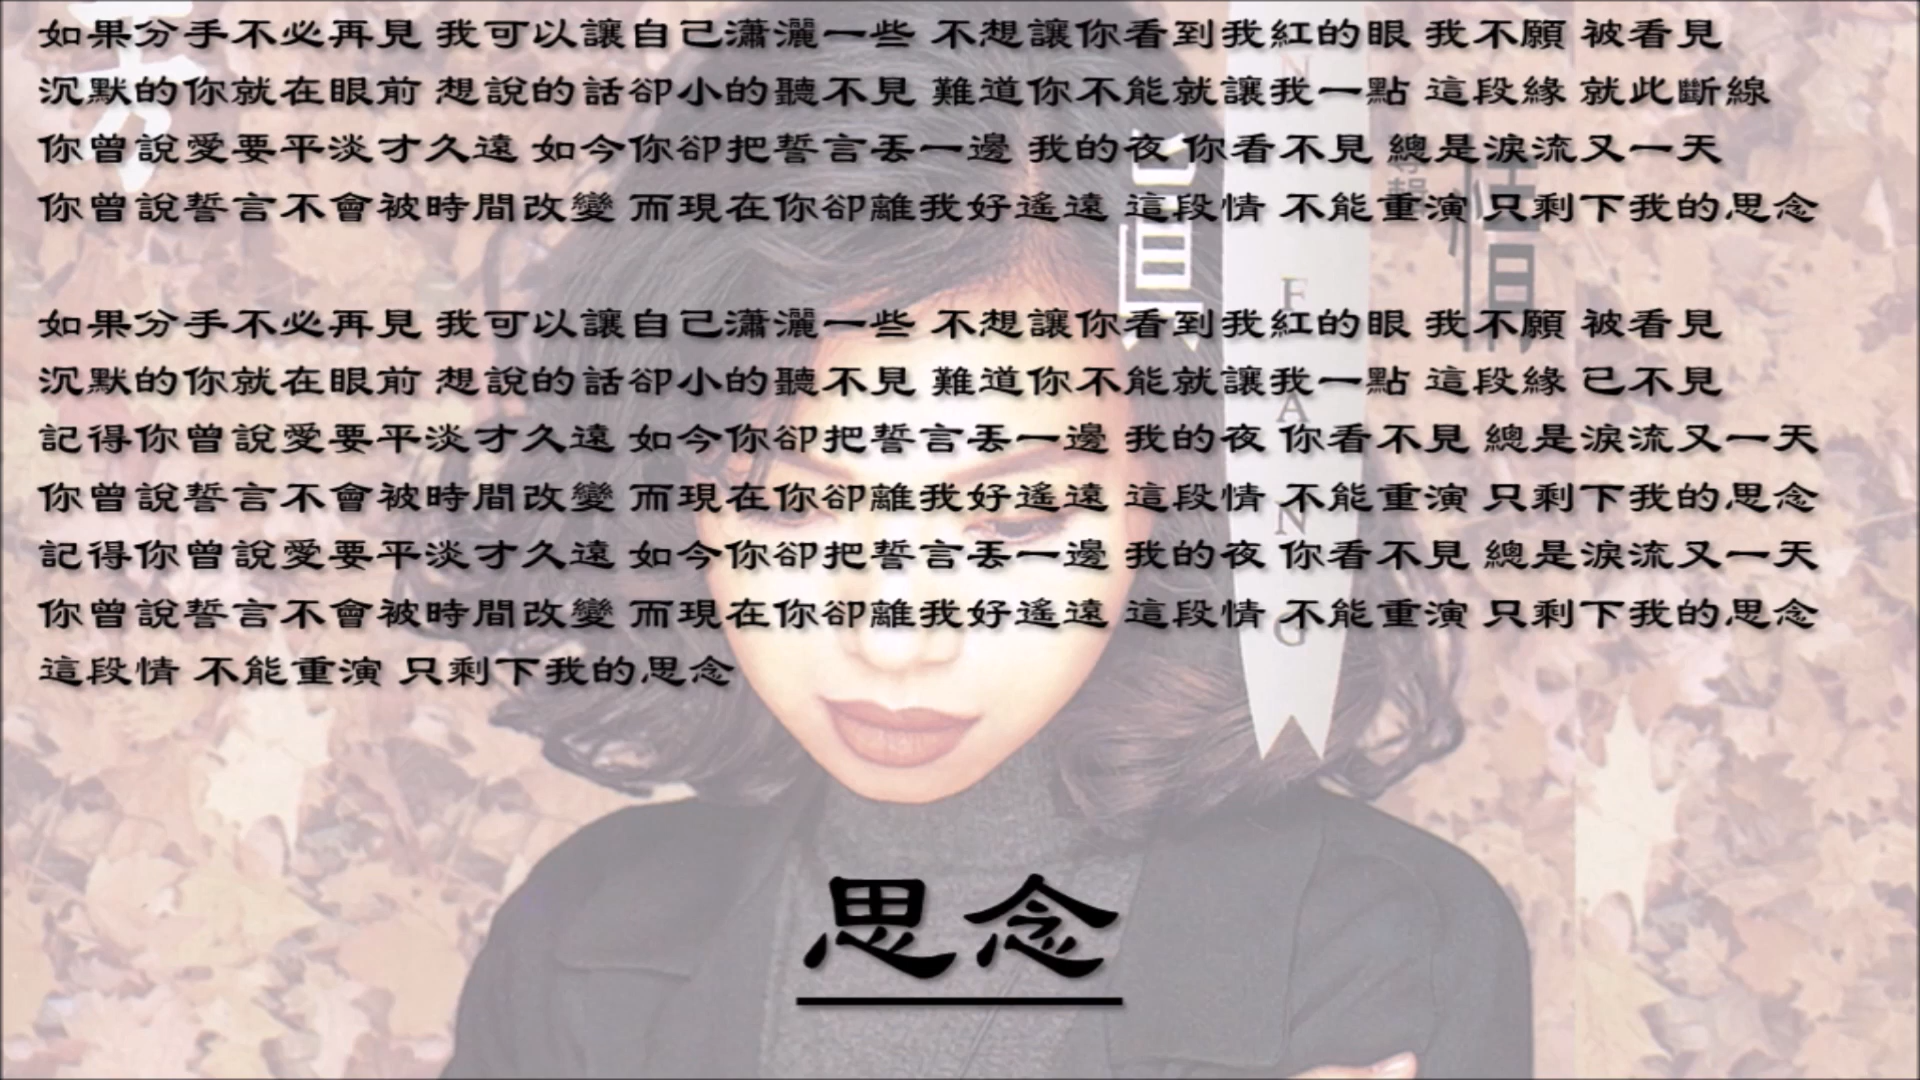 如果分手不必再見 我可以讓自己瀟灑一些 不想讓你看到我紅的眼 我不願 被看見
沉默的你就在眼前 想說的話卻小的聽不見 難道你不能就讓我一點 這段緣 就此斷線
你曾說愛要平淡才久遠 如今你卻把誓言丟一邊 我的夜 你看不見 總是淚流又一天
你曾說誓言不會被時間改變 而現在你卻離我好遙遠 這段情 不能重演 只剩下我的思念
如果分手不必再見 我可以讓自己瀟灑一些 不想讓你看到我紅的眼 我不願 被看見
沉默的你就在眼前 想說的話卻小的聽不見 難道你不能就讓我一點 這段緣 已不見
記得你曾說愛要平淡才久遠 如今你卻把誓言丟一邊 我的夜 你看不見 總是淚流又一天
你曾說誓言不會被時間改變 而現在你卻離我好遙遠 這段情 不能重演 只剩下我的思念
記得你曾說愛要平淡才久遠 如今你卻把誓言丟一邊 我的夜 你看不見 總是淚流又一天
你曾說誓言不會被時間改變 而現在你卻離我好遙遠 這段情 不能重演 只剩下我的思念
這段情 不能重演 只剩下我的思念
思念
真
情
FANG